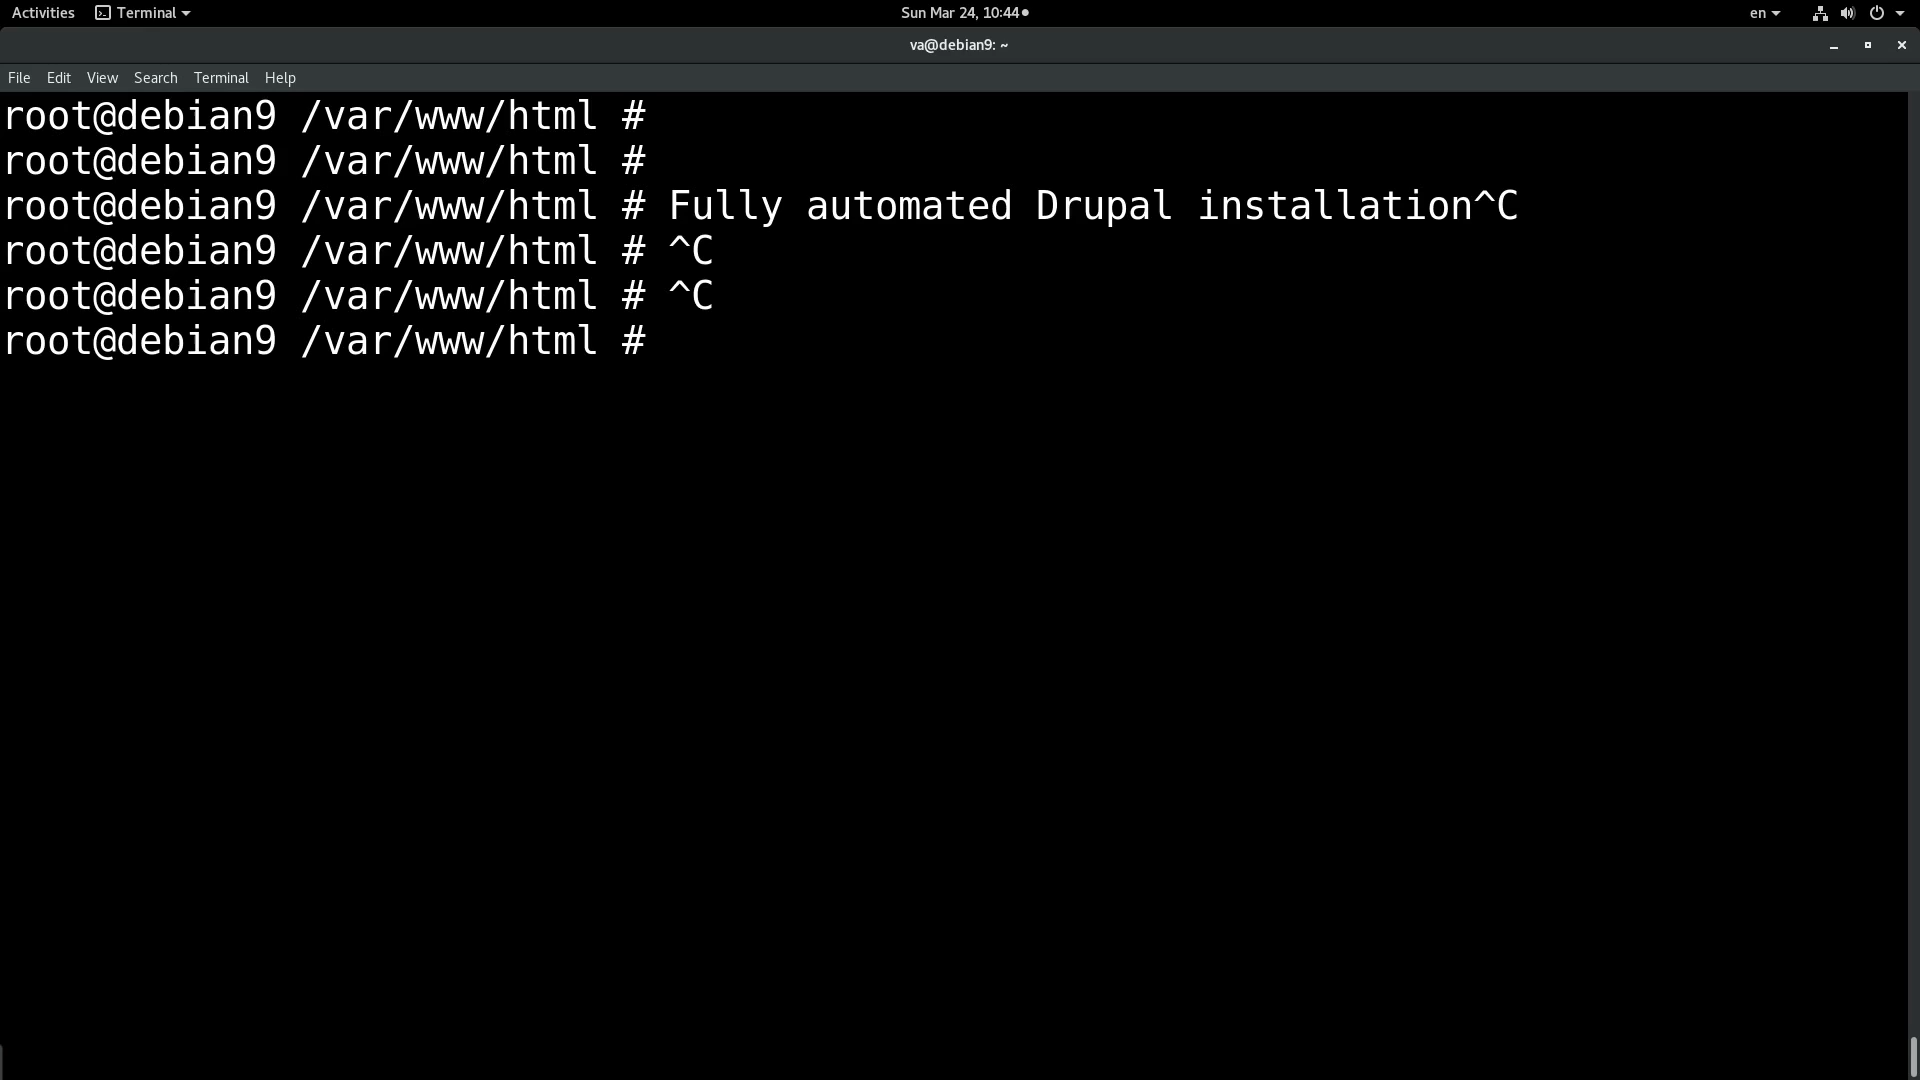 Activities Terminal Sun Mar 24, 10:44 en
va@debian9: ~
File Edit View Search Terminal Help
root@debian9 /var/www/html #
root@debian9 /var/www/html #
root@debian9 /var/www/html # Fully automated Drupal installation^C
root@debian9 /var/www/html # ^C
root@debian9 /var/www/html # ^C
root@debian9 /var/www/html #